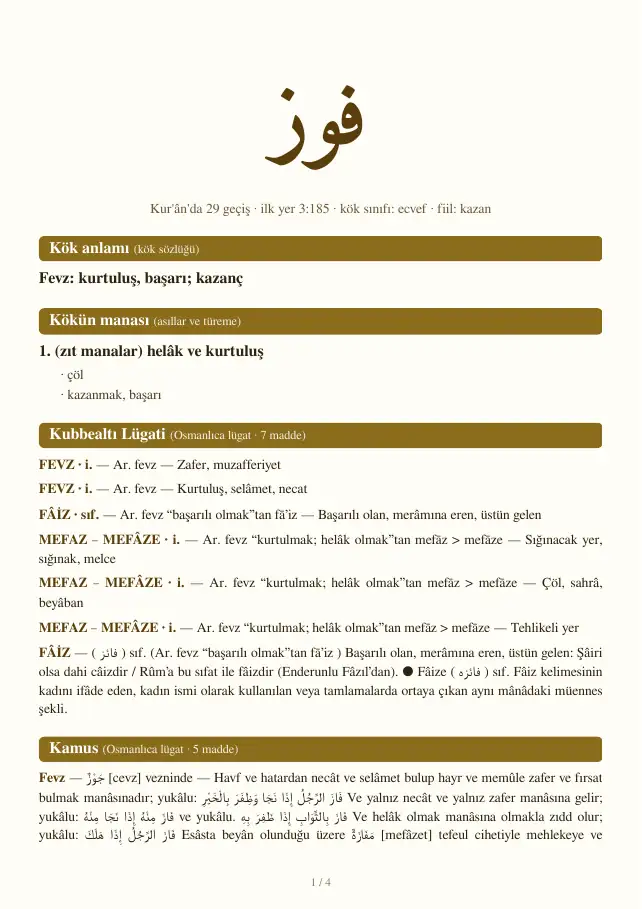 فوز
Kur'ân'da 29 geçiş · ilk yer 3:185 · kök sınıfı: ecvef · fiil: kazan
Kök anlamı (kök sözlüğü)
Fevz: kurtuluş, başarı; kazanç
Kökün manası (asıllar ve türeme)
1. (zıt manalar) helâk ve kurtuluş
· çöl
· kazanmak, başarı
Kubbealtı Lügati (Osmanlıca lügat · 7 madde)
FEVZ · i. — Ar. fevz — Zafer, muzafferiyet
FEVZ · i. — Ar. fevz — Kurtuluş, selâmet, necat
FÂİZ · sıf. — Ar. fevz “başarılı olmak”tan fā’iz — Başarılı olan, merâmına eren, üstün gelen
MEFAZ – MEFÂZE · i. — Ar. fevz “kurtulmak; helâk olmak”tan mefāz > mefāze — Sığınacak yer,
sığınak, melce
MEFAZ – MEFÂZE · i. — Ar. fevz “kurtulmak; helâk olmak”tan mefāz > mefāze — Çöl, sahrâ,
beyâban
MEFAZ – MEFÂZE · i. — Ar. fevz “kurtulmak; helâk olmak”tan mefāz > mefāze — Tehlikeli yer
FÂİZ — ( فائز ) sıf. (Ar. fevz “başarılı olmak”tan fā’iz ) Başarılı olan, merâmına eren, üstün gelen: Şâiri
olsa dahi câizdir / Rûm’a bu sıfat ile fâizdir (Enderunlu Fâzıl’dan). ● Fâize ( فائزه ) sıf. Fâiz kelimesinin
kadını ifâde eden, kadın ismi olarak kullanılan veya tamlamalarda ortaya çıkan aynı mânâdaki müennes
şekli.
Kamus (Osmanlıca lügat · 5 madde)
Fevz — جَوْزٌ [cevz] vezninde — Havf ve hatardan necât ve selâmet bulup hayr ve memûle zafer ve fırsat
bulmak manâsınadır; yukâlu: فَازَ الرَّجُلُ إِذَا نَجَا وَظَفِرَ بِالْخَيْرِ Ve yalnız necât ve yalnız zafer manâsına gelir;
yukâlu: فَازَ مِنْهُ إِذَا نَجَا مِنْهُ ve yukâlu. فَازَ بِالثَّوَابِ إِذَا ظَفِرَ بِهِ Ve helâk olmak manâsına olmakla zıdd olur;
yukâlu: فَازَ الرَّجُلُ إِذَا هَلَكَ Esâsta beyân olunduğu üzere مَفَازَةٌ [mefâzet] tefeul cihetiyle mehlekeye ve
1 / 4